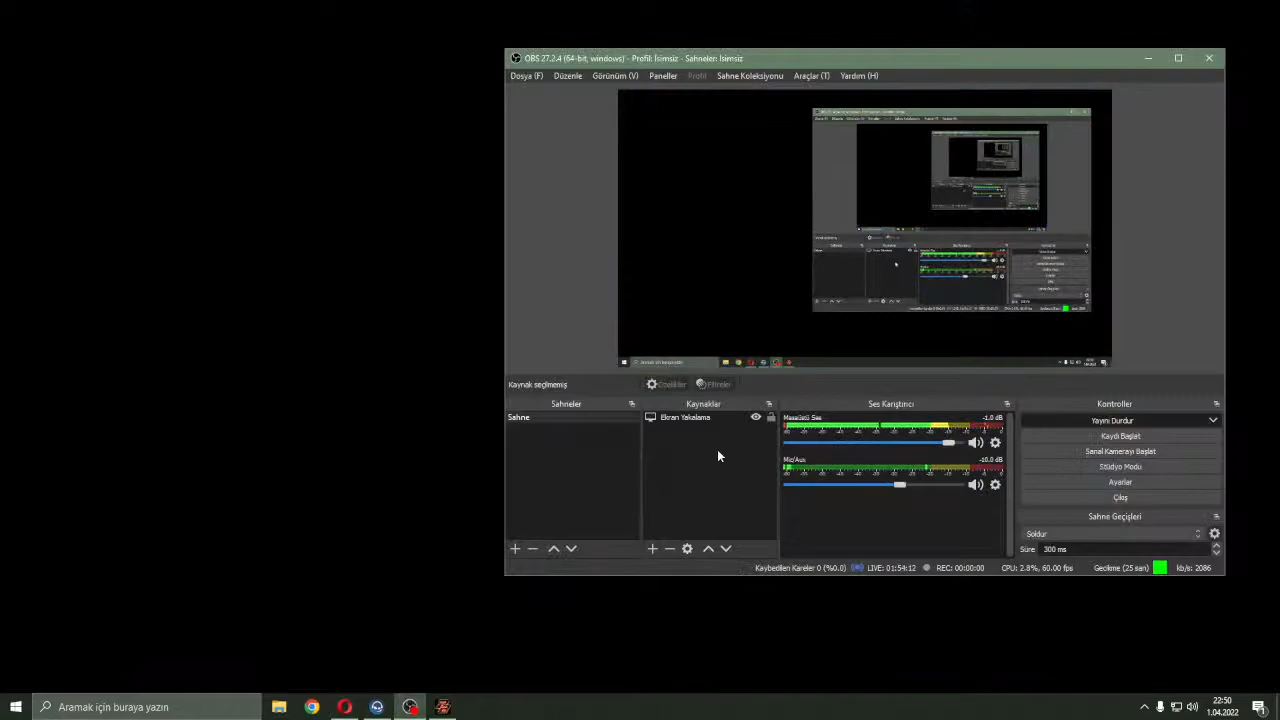 OBS 27.2.4 (64-bit, windows) - Profil: İsimsiz - Sahneler: İsimsiz
Dosya (F) Düzenle Görünüm (V) Paneller Profil Sahne Koleksiyonu Araçlar (T) Yardım (H)
Kaynak seçilmemiş Özellikler Filtreler
Sahneler Kaynaklar Ses Karıştırıcı Kontroller
Sahne Ekran Yakalama Masaüstü Ses -1.0 dB Yayını Durdur
Kaydı Başlat
Sanal Kamerayı Başlat
Mic/Aux -10.0 dB
Stüdyo Modu
Ayarlar
Çıkış
Sahne Geçişleri
Soldur
Süre 300 ms
Kaybedilen Kareler 0 (%0.0) LIVE: 01:54:12 REC: 00:00:00 CPU: 2.8%, 60.00 fps Gecikme (25 san) kb/s: 2086
Aramak için buraya yazın
22:50
1.04.2022